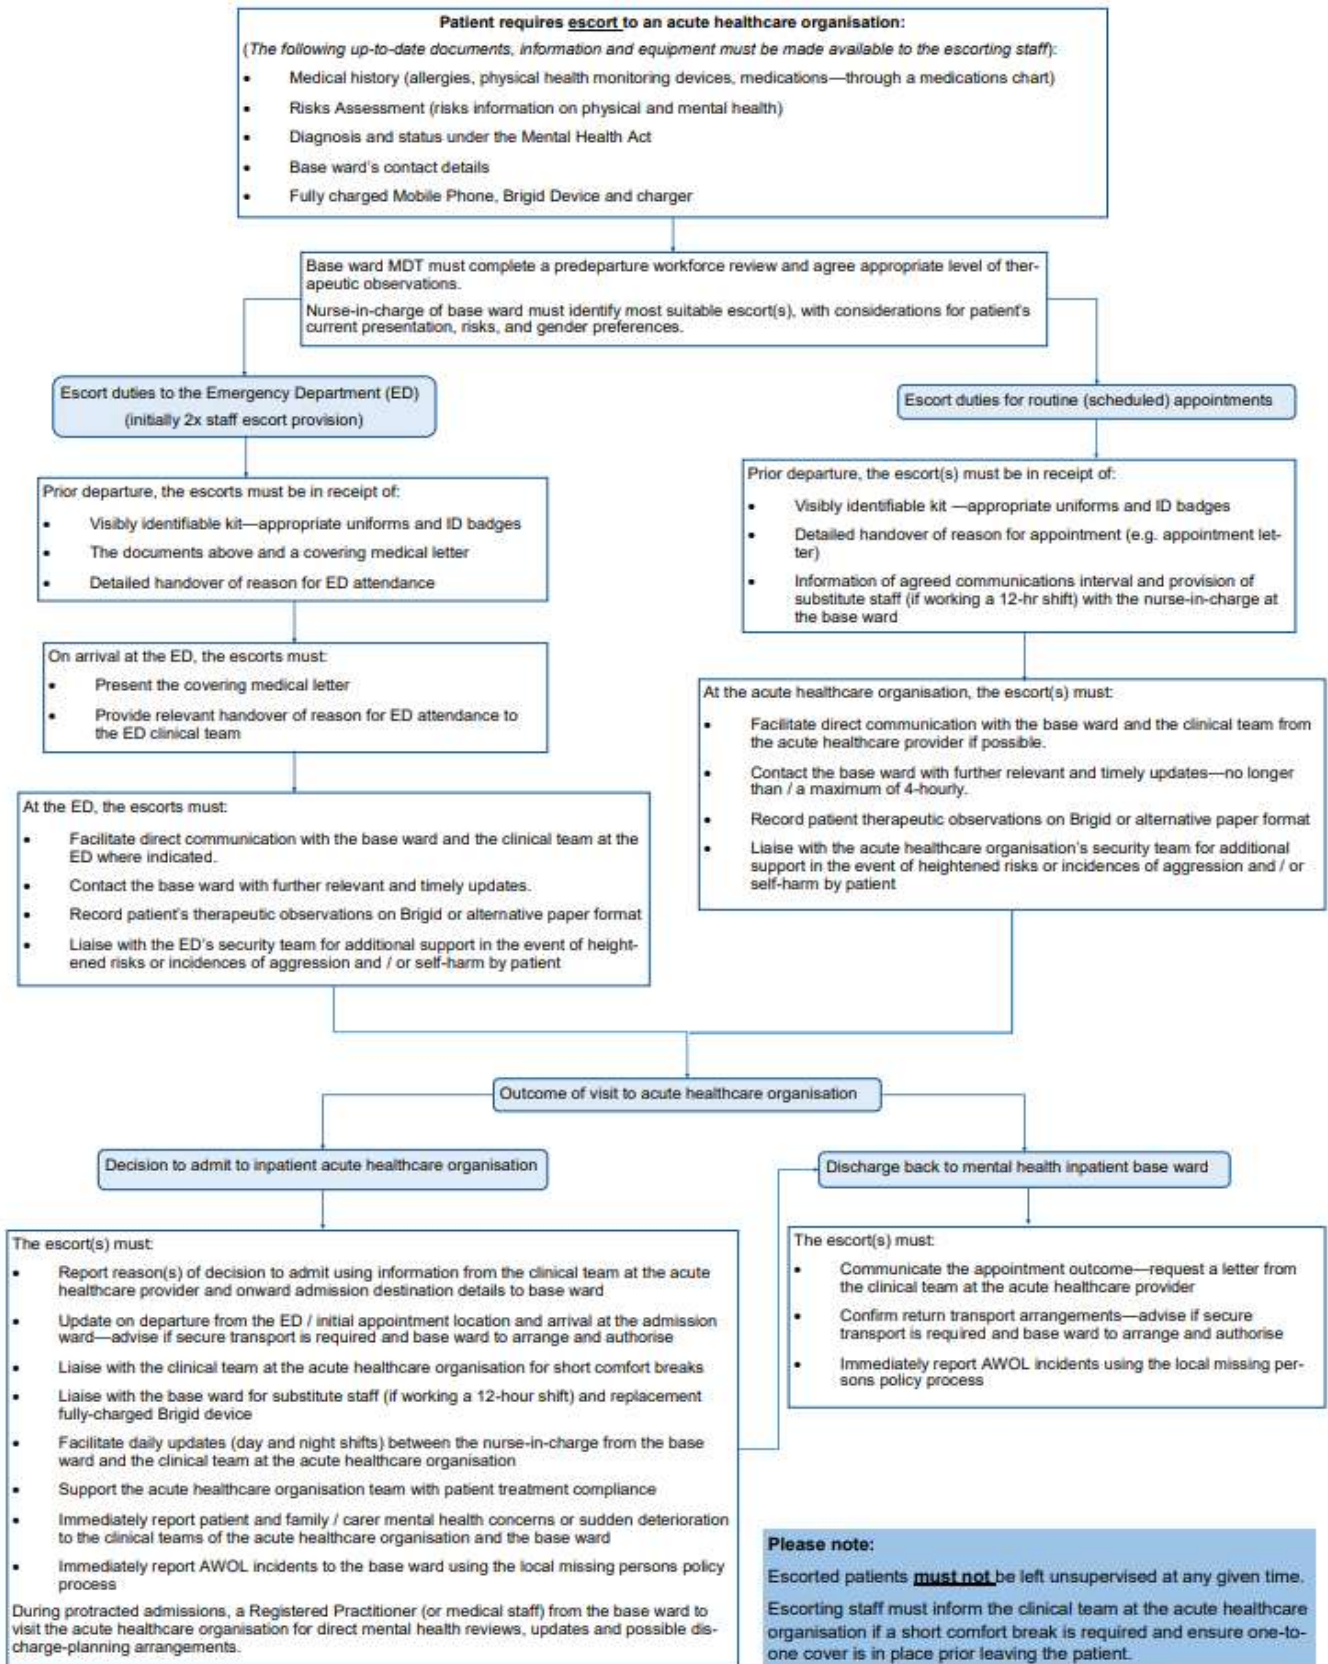 Patient requires escort to an acute healthcare organisation:
(The following up-to-date documents, information and equipment must be made available to the escorting staff):
• Medical history (allergies, physical health monitoring devices, medications—through a medications chart)
• Risks Assessment (risks information on physical and mental health)
• Diagnosis and status under the Mental Health Act
• Base ward's contact details
• Fully charged Mobile Phone, Brigid Device and charger
Base ward MDT must complete a predeparture workforce review and agree appropriate level of ther-
apeutic observations.
Nurse-in-charge of base ward must identify most suitable escort(s), with considerations for patient's
current presentation, risks, and gender preferences.
Escort duties to the Emergency Department (ED)
(initially 2x staff escort provision)
Prior departure, the escorts must be in receipt of:
• Visibly identifiable kit—appropriate uniforms and ID badges
• The documents above and a covering medical letter
• Detailed handover of reason for ED attendance
On arrival at the ED, the escorts must:
• Present the covering medical letter
• Provide relevant handover of reason for ED attendance to
the ED clinical team
At the ED, the escorts must:
• Facilitate direct communication with the base ward and the clinical team at the
ED where indicated.
• Contact the base ward with further relevant and timely updates.
• Record patient's therapeutic observations on Brigid or alternative paper format
• Liaise with the ED's security team for additional support in the event of height-
ened risks or incidences of aggression and / or self-harm by patient
Escort duties for routine (scheduled) appointments
Prior departure, the escort(s) must be in receipt of:
• Visibly identifiable kit —appropriate uniforms and ID badges
• Detailed handover of reason for appointment (e.g. appointment let-
ter)
• Information of agreed communications interval and provision of
substitute staff (if working a 12-hr shift) with the nurse-in-charge at
the base ward
At the acute healthcare organisation, the escort(s) must:
• Facilitate direct communication with the base ward and the clinical team from
the acute healthcare provider if possible.
• Contact the base ward with further relevant and timely updates—no longer
than / a maximum of 4-hourly.
• Record patient therapeutic observations on Brigid or alternative paper format
• Liaise with the acute healthcare organisation's security team for additional
support in the event of heightened risks or incidences of aggression and / or
self-harm by patient
Outcome of visit to acute healthcare organisation
Decision to admit to inpatient acute healthcare organisation
The escort(s) must:
• Report reason(s) of decision to admit using information from the clinical team at the acute
healthcare provider and onward admission destination details to base ward
• Update on departure from the ED / initial appointment location and arrival at the admission
ward—advise if secure transport is required and base ward to arrange and authorise
• Liaise with the clinical team at the acute healthcare organisation for short comfort breaks
• Liaise with the base ward for substitute staff (if working a 12-hour shift) and replacement
fully-charged Brigid device
• Facilitate daily updates (day and night shifts) between the nurse-in-charge from the base
ward and the clinical team at the acute healthcare organisation
• Support the acute healthcare organisation team with patient treatment compliance
• Immediately report patient and family / carer mental health concerns or sudden deterioration
to the clinical teams of the acute healthcare organisation and the base ward
• Immediately report AWOL incidents to the base ward using the local missing persons policy
process
During protracted admissions, a Registered Practitioner (or medical staff) from the base ward to
visit the acute healthcare organisation for direct mental health reviews, updates and possible dis-
charge-planning arrangements.
Discharge back to mental health inpatient base ward
The escort(s) must:
• Communicate the appointment outcome—request a letter from
the clinical team at the acute healthcare provider
• Confirm return transport arrangements—advise if secure
transport is required and base ward to arrange and authorise
• Immediately report AWOL incidents using the local missing per-
sons policy process
Please note:
Escorted patients must not be left unsupervised at any given time.
Escorting staff must inform the clinical team at the acute healthcare
organisation if a short comfort break is required and ensure one-to-
one cover is in place prior leaving the patient.